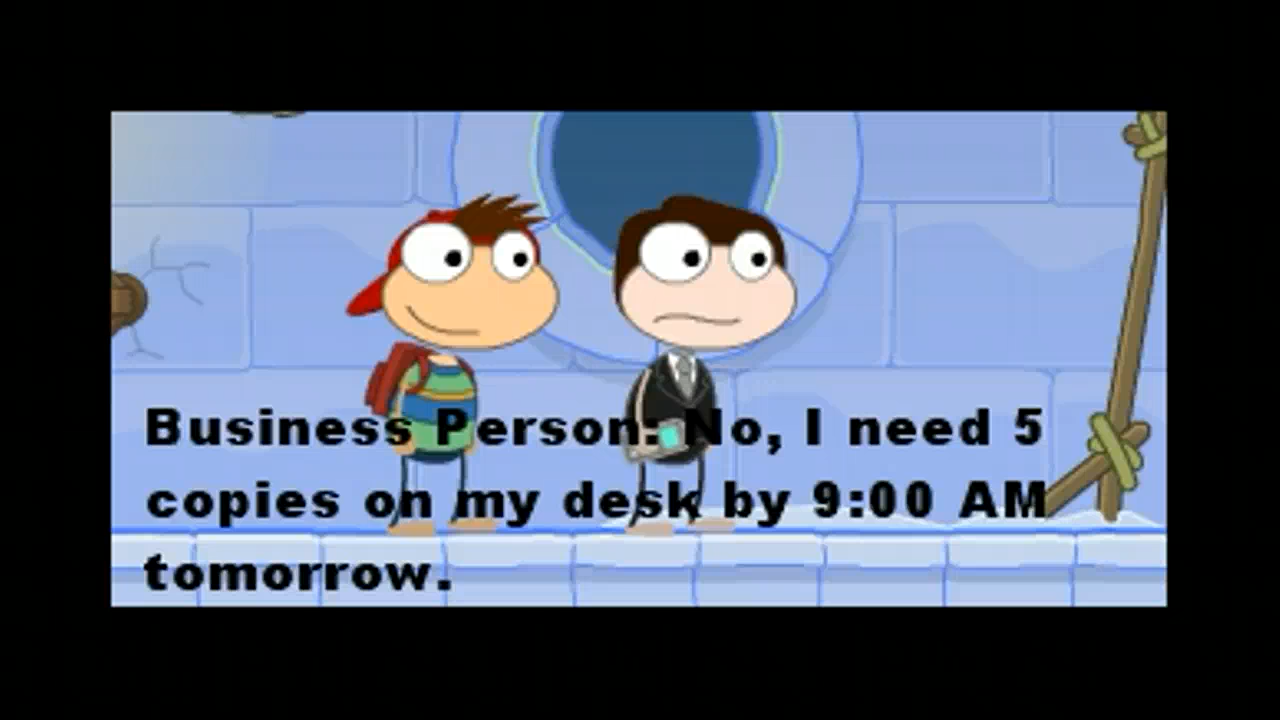 Business Person: No, I need 5
copies on my desk by 9:00 AM
tomorrow.